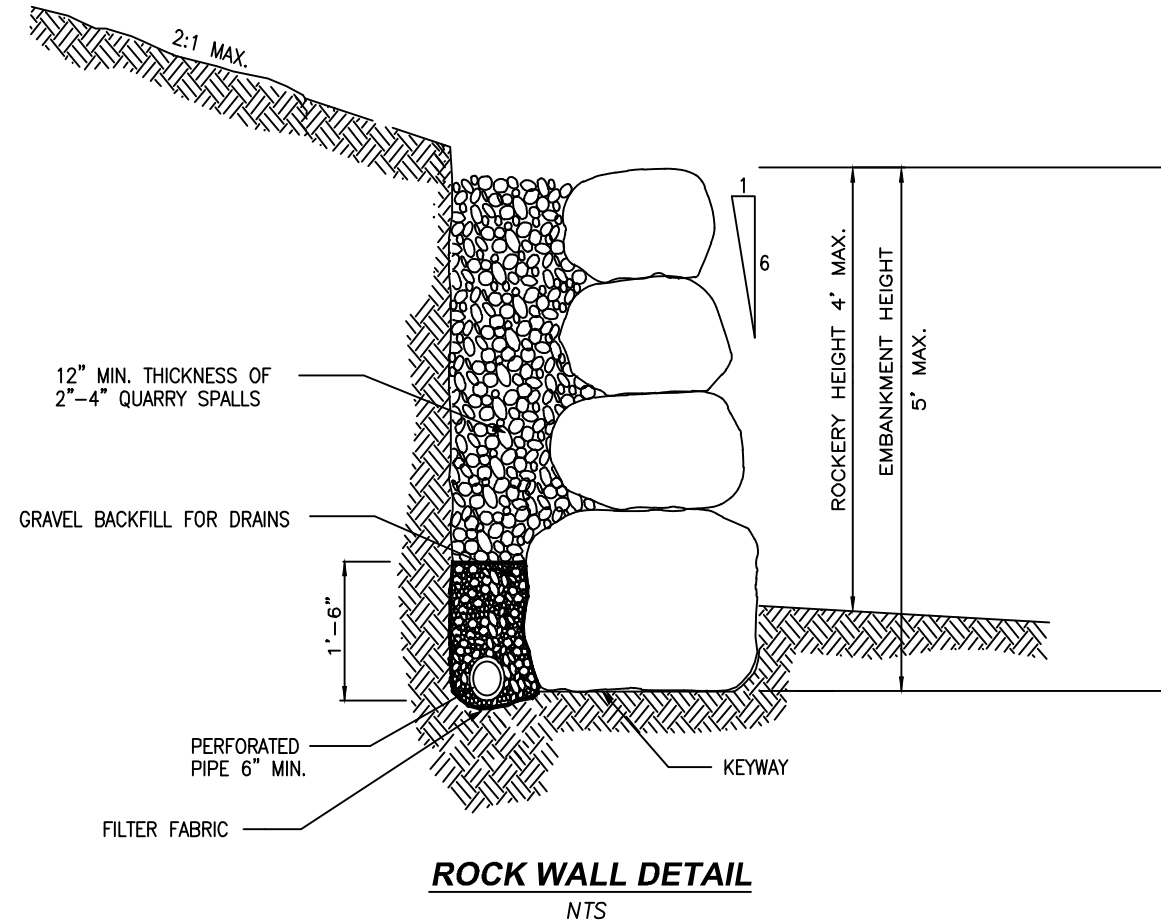 2:1 MAX.
1
6
ROCKERY HEIGHT 4' MAX.
EMBANKMENT HEIGHT
5' MAX.
12" MIN. THICKNESS OF
2"-4" QUARRY SPALLS
GRAVEL BACKFILL FOR DRAINS
1'-6"
PERFORATED
PIPE 6" MIN.
KEYWAY
FILTER FABRIC
ROCK WALL DETAIL
NTS